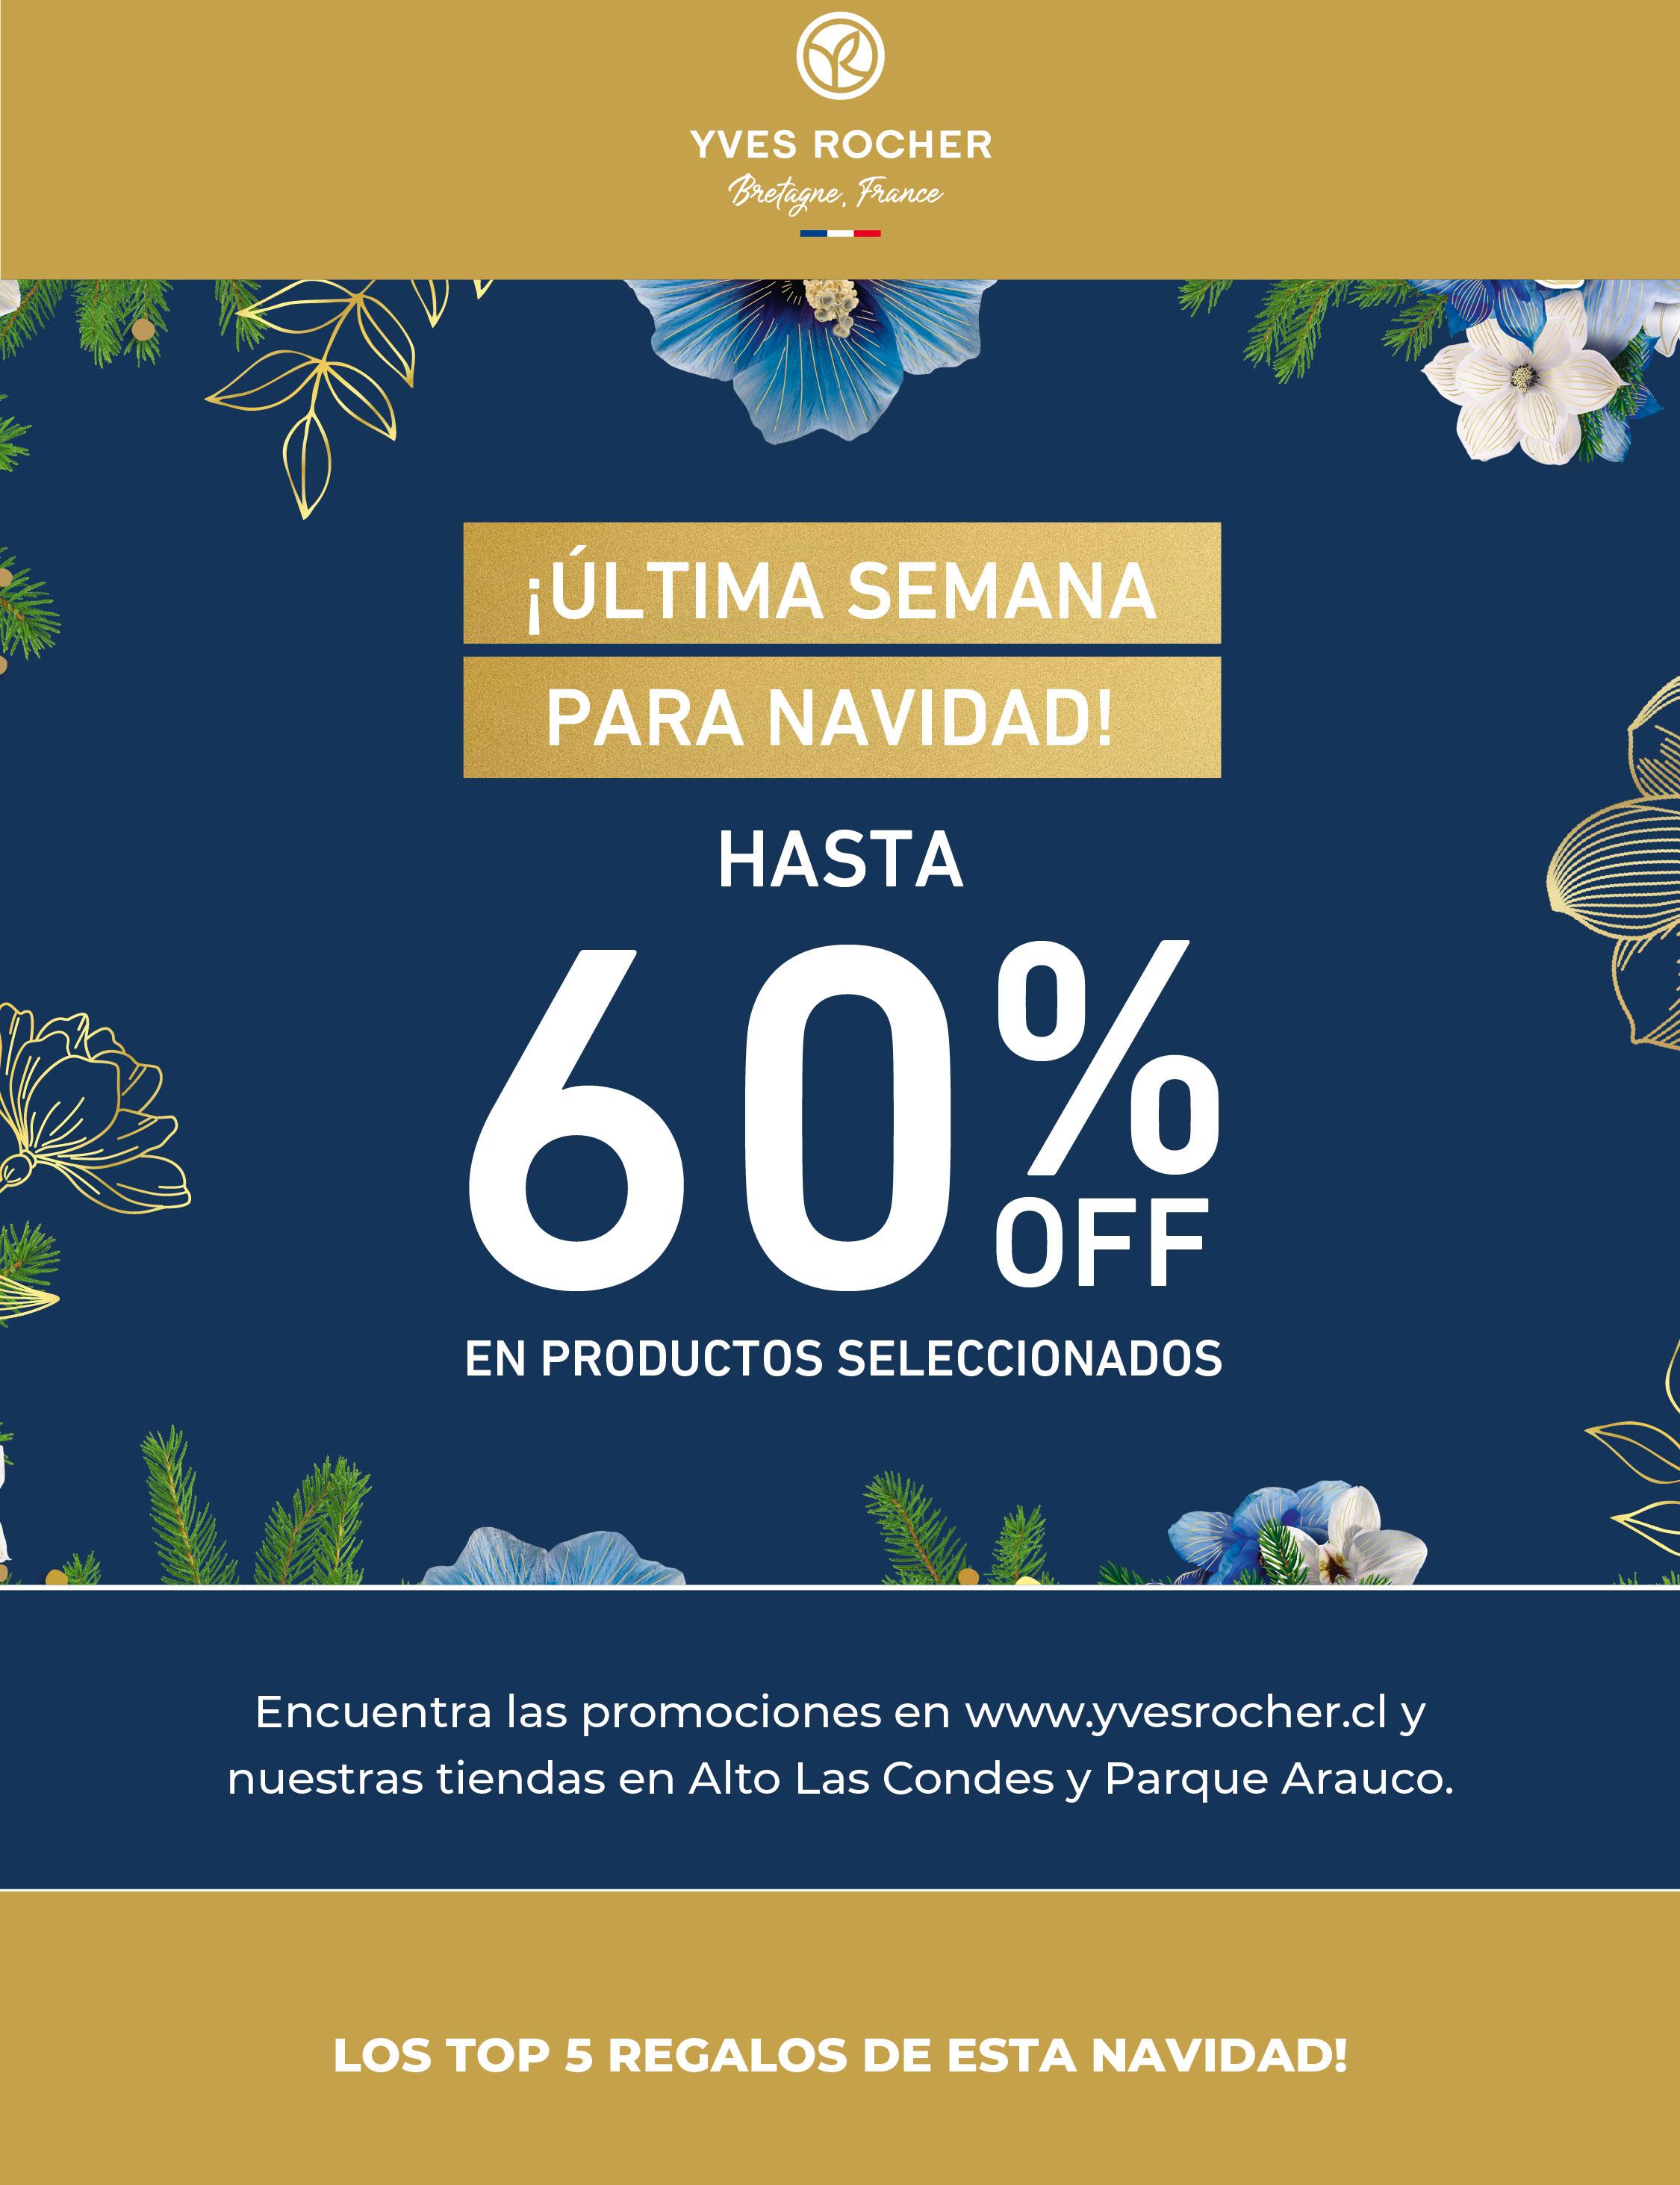 YVES ROCHER
Bretagne, France
¡ÚLTIMA SEMANA
PARA NAVIDAD!
HASTA
60%
OFF
EN PRODUCTOS SELECCIONADOS
Encuentra las promociones en www.yvesrocher.cl y
nuestras tiendas en Alto Las Condes y Parque Arauco.
LOS TOP 5 REGALOS DE ESTA NAVIDAD!